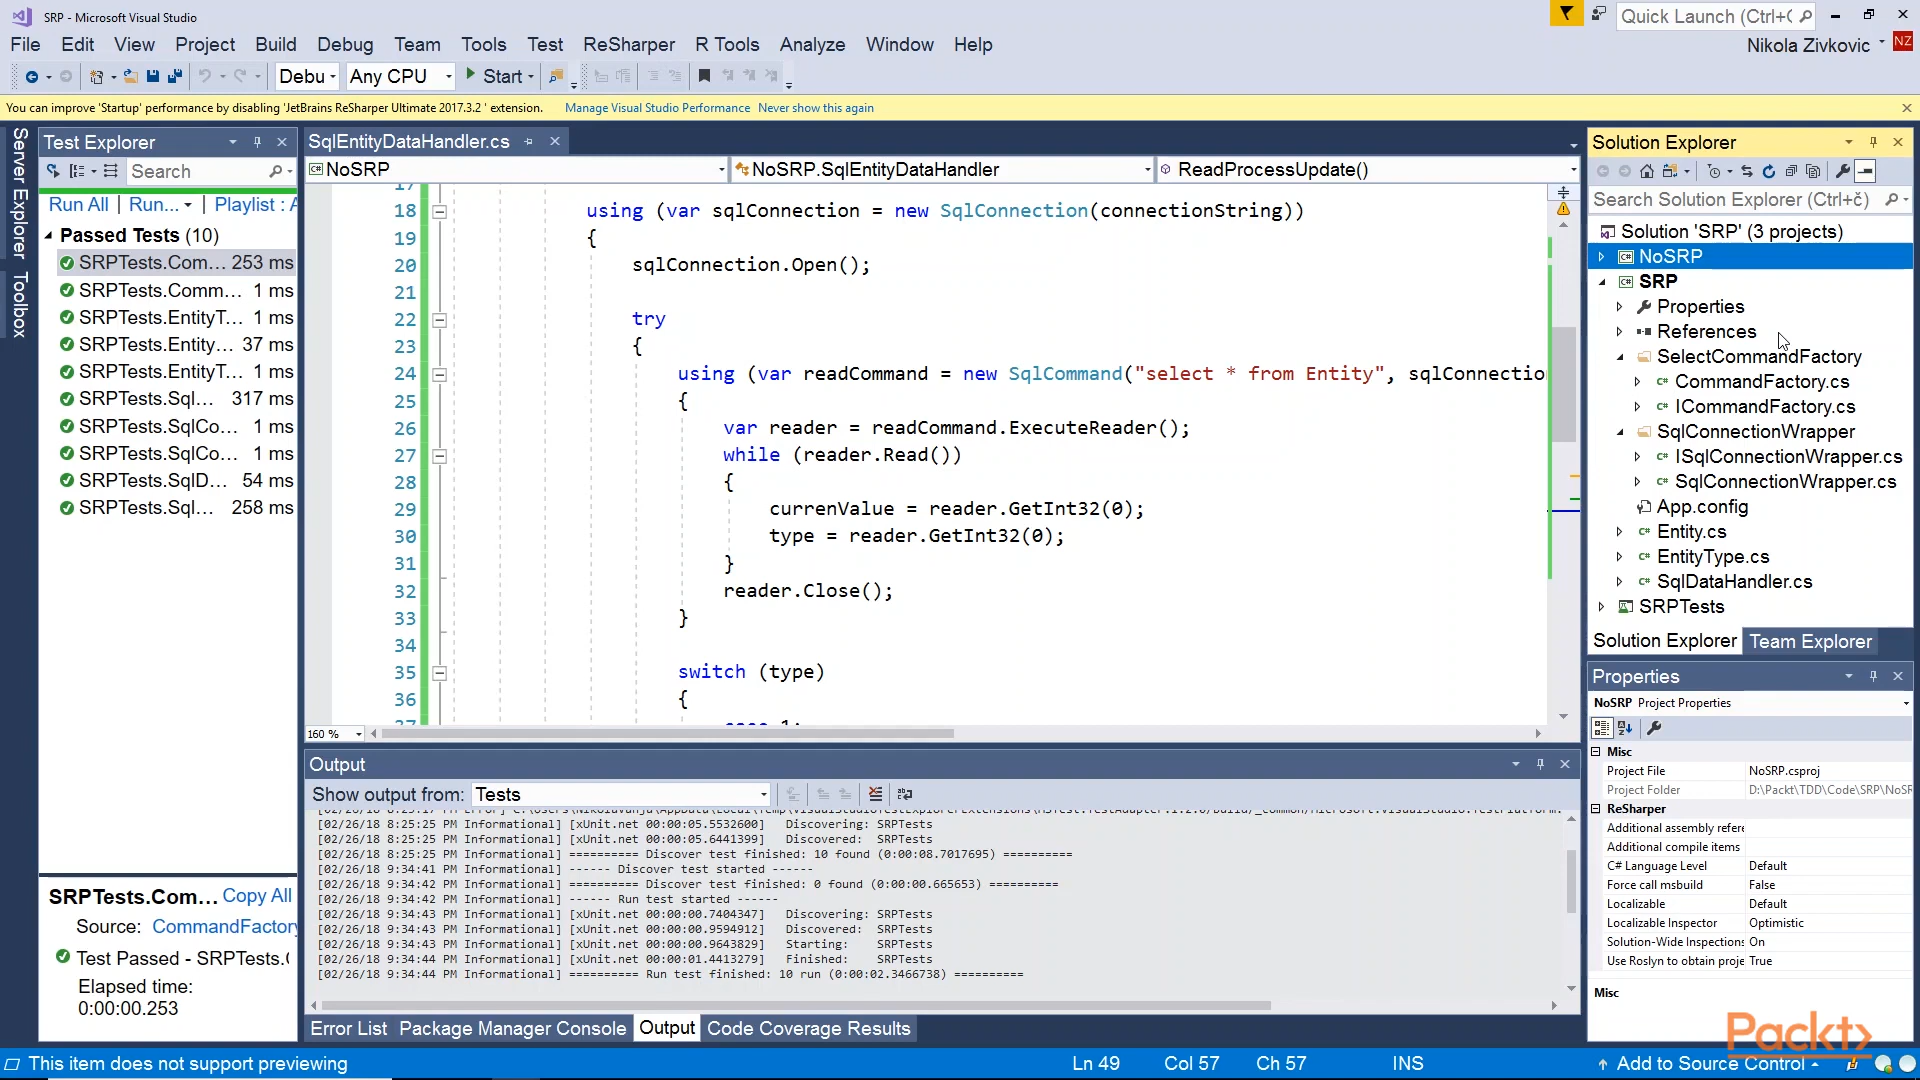 SRP - Microsoft Visual Studio
Quick Launch (Ctrl+
File Edit View Project Build Debug Team Tools Test ReSharper R Tools Analyze Window Help
Nikola Zivkovic
NZ
Debu Any CPU Start
You can improve 'Startup' performance by disabling 'JetBrains ReSharper Ultimate 2017.3.2 ' extension. Manage Visual Studio Performance Never show this again
Server Explorer
Toolbox
Test Explorer
Search
Run All | Run... | Playlist : A
Passed Tests (10)
SRPTests.Com... 253 ms
SRPTests.Comm... 1 ms
SRPTests.EntityT... 1 ms
SRPTests.Entity... 37 ms
SRPTests.EntityT... 1 ms
SRPTests.Sql... 317 ms
SRPTests.SqlCo... 1 ms
SRPTests.SqlCo... 1 ms
SRPTests.SqlD... 54 ms
SRPTests.Sql... 258 ms
SRPTests.Com... Copy All
Source: CommandFactory
Test Passed - SRPTests.C
Elapsed time:
0:00:00.253
SqlEntityDataHandler.cs
NoSRP NoSRP.SqlEntityDataHandler ReadProcessUpdate()
17
18 using (var sqlConnection = new SqlConnection(connectionString))
19 {
20 sqlConnection.Open();
21
22 try
23 {
24 using (var readCommand = new SqlCommand("select * from Entity", sqlConnectio
25 {
26 var reader = readCommand.ExecuteReader();
27 while (reader.Read())
28 {
29 currenValue = reader.GetInt32(0);
30 type = reader.GetInt32(0);
31 }
32 reader.Close();
33 }
34
35 switch (type)
36 {
37 case 1:
160 %
Output
Show output from: Tests
[02/26/18 8:25:25 PM Informational] [xUnit.net 00:00:05.5532600] Discovering: SRPTests
[02/26/18 8:25:25 PM Informational] [xUnit.net 00:00:05.6441399] Discovered: SRPTests
[02/26/18 8:25:25 PM Informational] ========== Discover test finished: 10 found (0:00:08.7017695) ==========
[02/26/18 9:34:41 PM Informational] ------ Discover test started ------
[02/26/18 9:34:42 PM Informational] ========== Discover test finished: 0 found (0:00:00.665653) ==========
[02/26/18 9:34:42 PM Informational] ------ Run test started ------
[02/26/18 9:34:43 PM Informational] [xUnit.net 00:00:00.7404347] Discovering: SRPTests
[02/26/18 9:34:43 PM Informational] [xUnit.net 00:00:00.9594912] Discovered: SRPTests
[02/26/18 9:34:43 PM Informational] [xUnit.net 00:00:00.9643829] Starting: SRPTests
[02/26/18 9:34:44 PM Informational] [xUnit.net 00:00:01.4413279] Finished: SRPTests
[02/26/18 9:34:44 PM Informational] ========== Run test finished: 10 run (0:00:02.3466738) ==========
Error List Package Manager Console Output Code Coverage Results
Solution Explorer
Search Solution Explorer (Ctrl+č)
Solution 'SRP' (3 projects)
NoSRP
SRP
Properties
References
SelectCommandFactory
CommandFactory.cs
ICommandFactory.cs
SqlConnectionWrapper
ISqlConnectionWrapper.cs
SqlConnectionWrapper.cs
App.config
Entity.cs
EntityType.cs
SqlDataHandler.cs
SRPTests
Solution Explorer Team Explorer
Properties
NoSRP Project Properties
Misc
Project File NoSRP.csproj
Project Folder D:\Packt\TDD\Code\SRP\NoSR
ReSharper
Additional assembly refere
Additional compile items
C# Language Level Default
Force call msbuild False
Localizable Default
Localizable Inspector Optimistic
Solution-Wide Inspections On
Use Roslyn to obtain proje True
Misc
Packt
This item does not support previewing Ln 49 Col 57 Ch 57 INS Add to Source Control